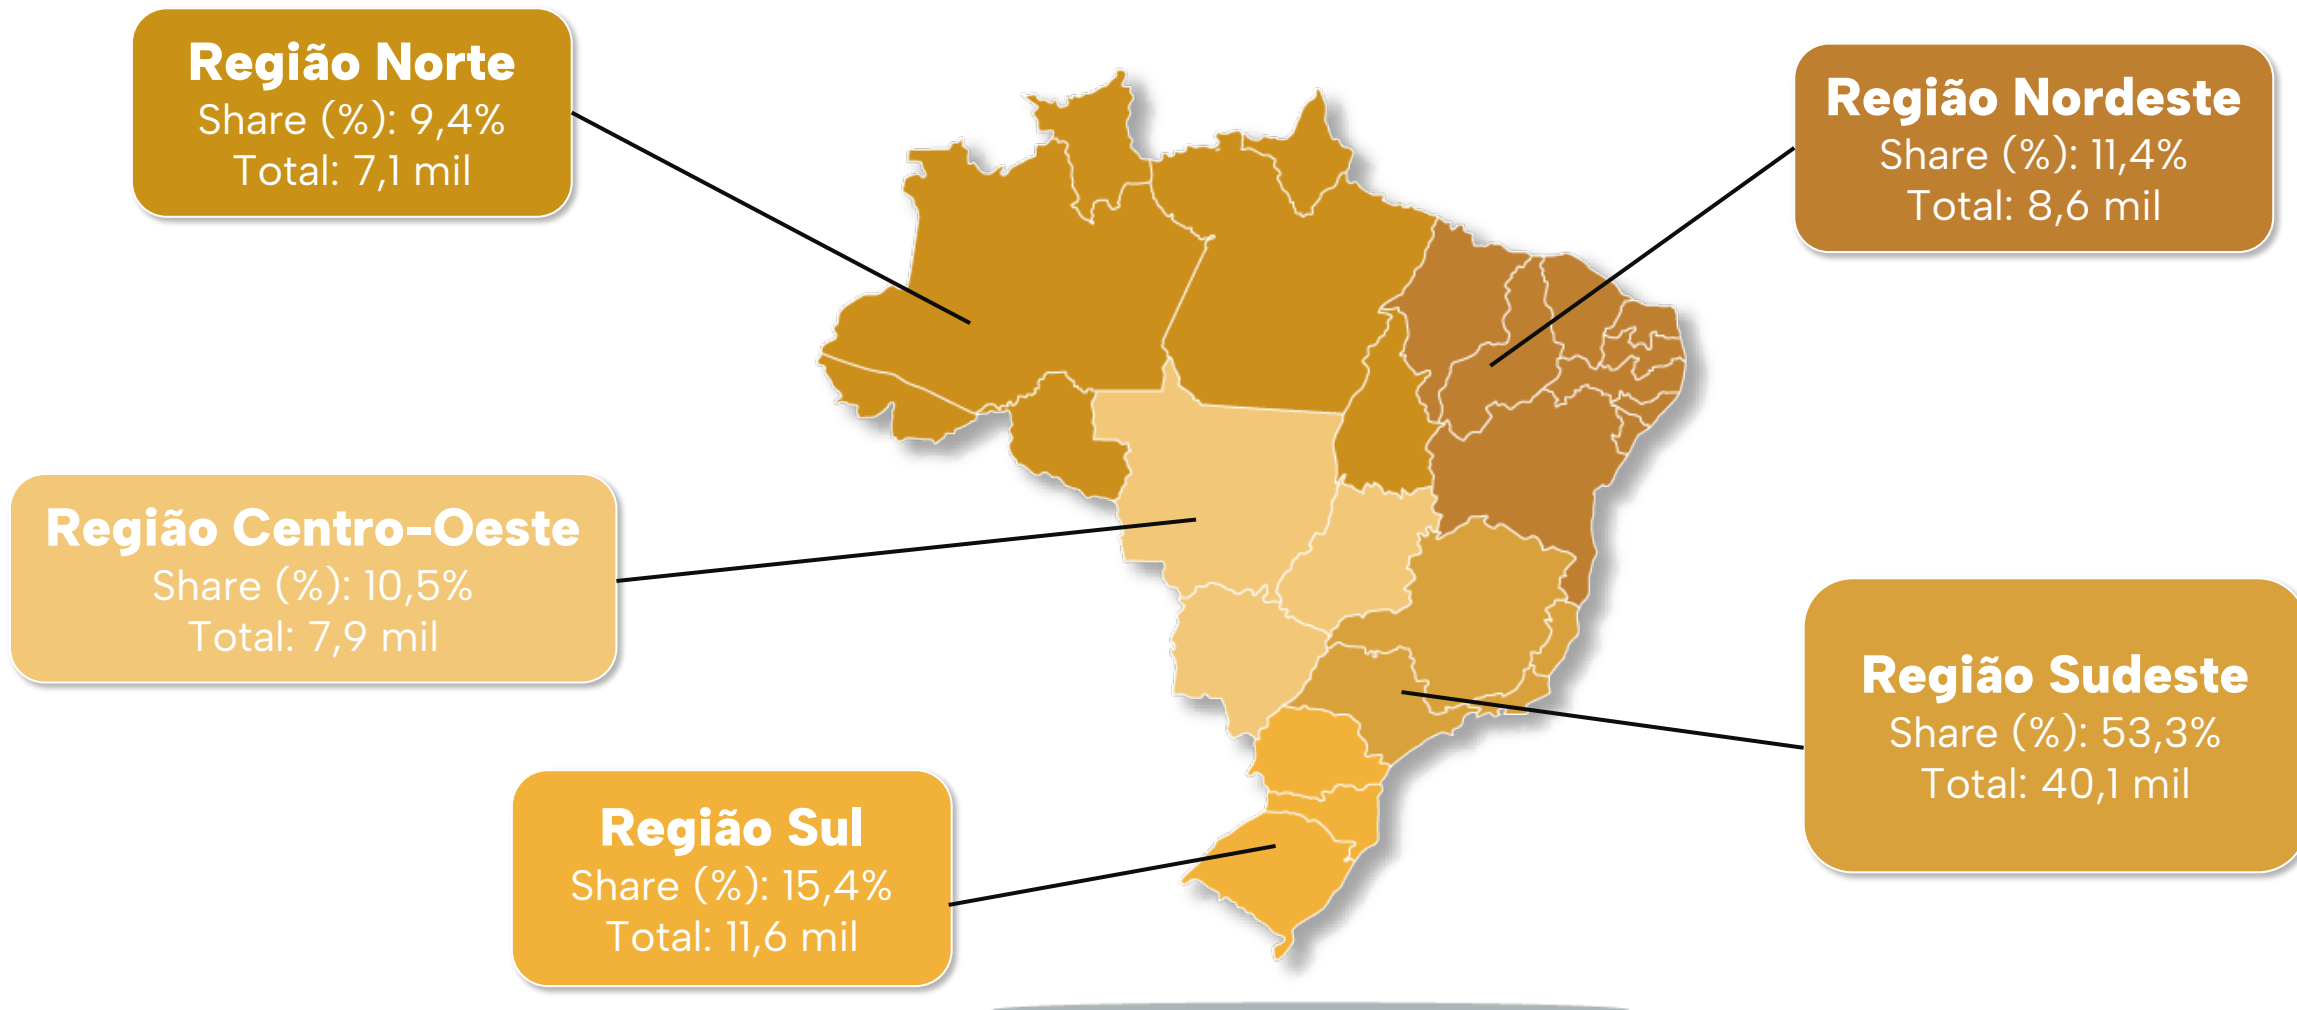 Região Norte
Share (%): 9,4%
Total: 7,1 mil
Região Nordeste
Share (%): 11,4%
Total: 8,6 mil
Região Centro-Oeste
Share (%): 10,5%
Total: 7,9 mil
Região Sudeste
Share (%): 53,3%
Total: 40,1 mil
Região Sul
Share (%): 15,4%
Total: 11,6 mil